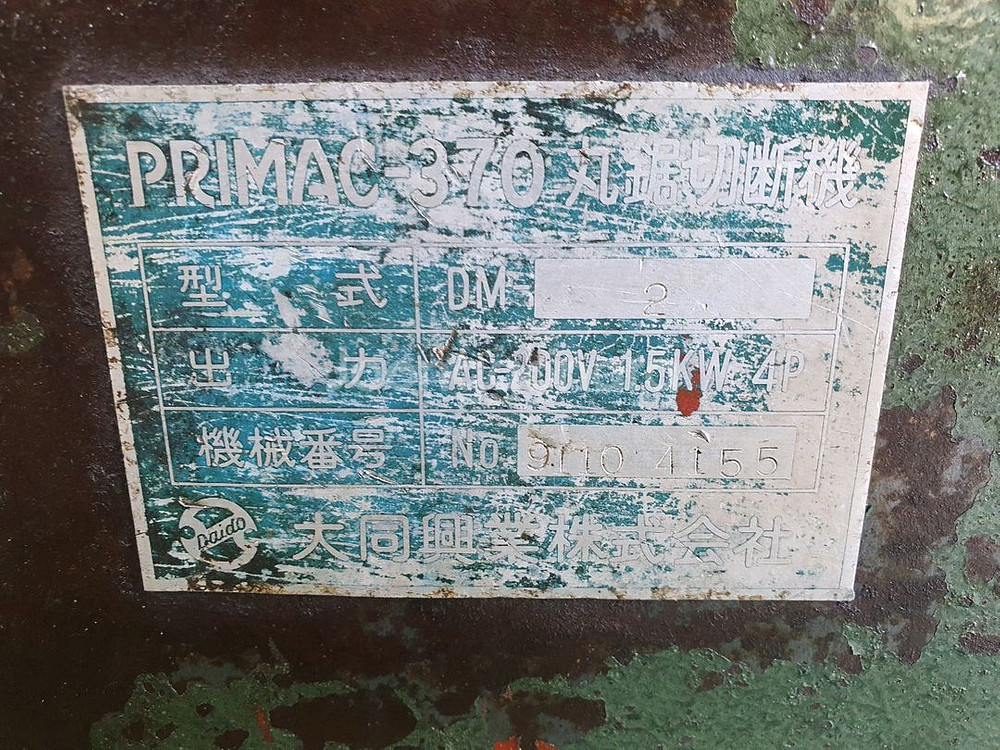 PRIMAC-370 丸鋸切断機
型式 DM- 2
出力 AC-200V 1.5KW 4P
機械番号 NO. 9110 4155
Daido 大同興業株式会社